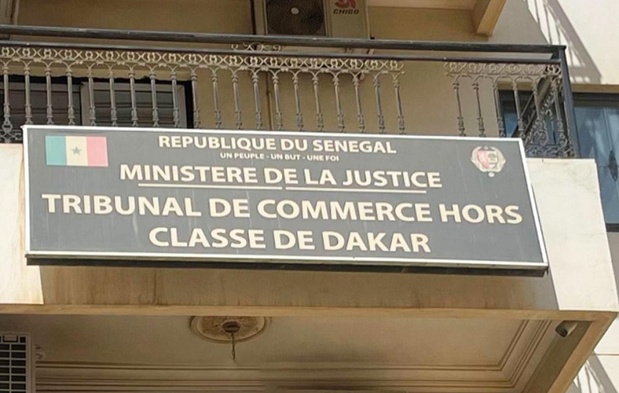 CHIGO
REPUBLIQUE DU SENEGAL
UN PEUPLE - UN BUT - UNE FOI
MINISTERE DE LA JUSTICE
TRIBUNAL DE COMMERCE HORS
CLASSE DE DAKAR